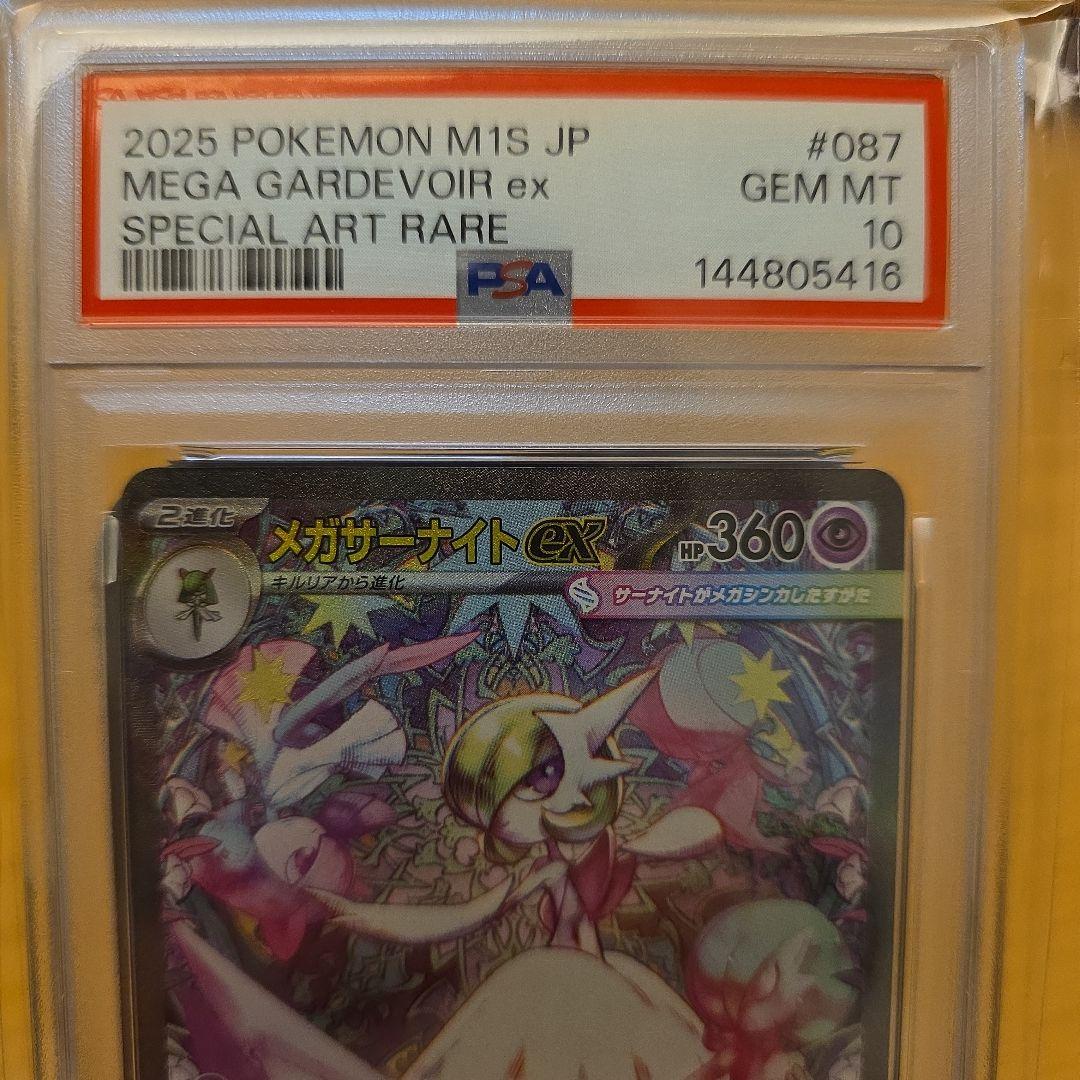 2025 POKEMON M1S JP #087
MEGA GARDEVOIR ex GEM MT
SPECIAL ART RARE 10
PSA 144805416
2進化 メガサーナイトex HP360
キルリアから進化
サーナイトがメガシンカしたすがた